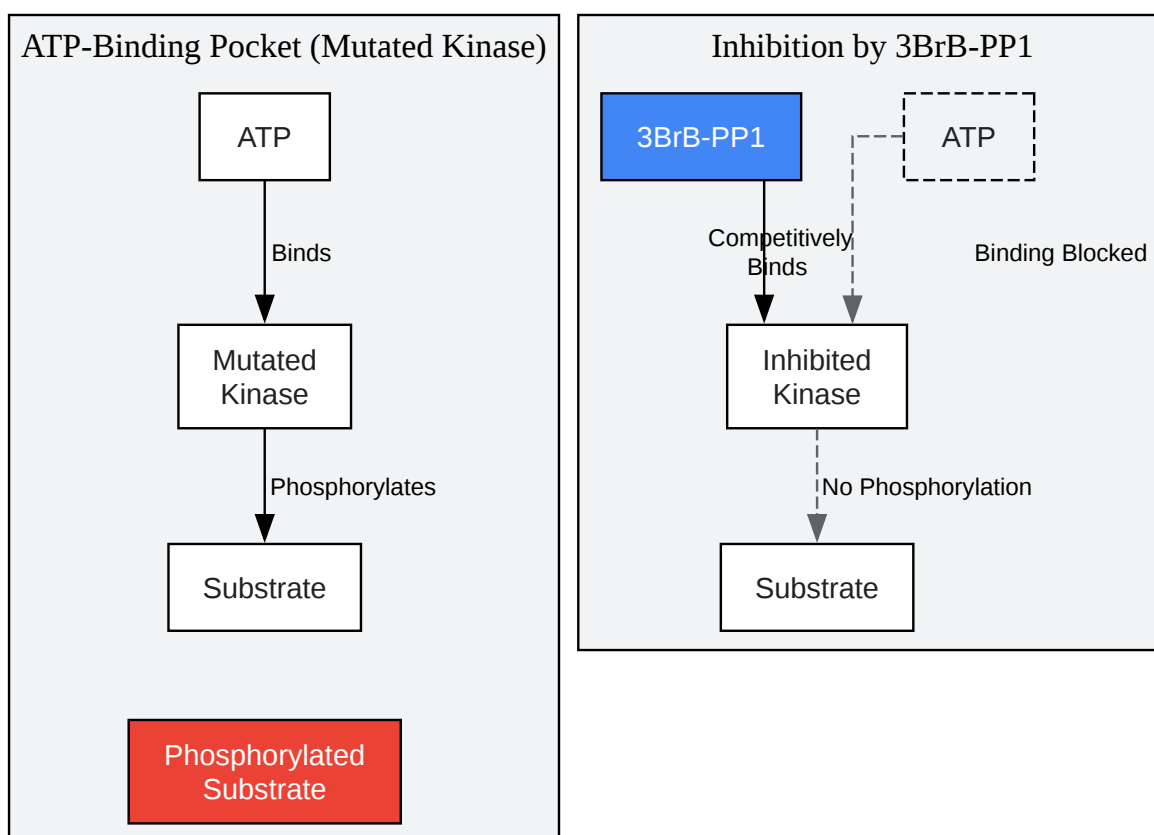 ATP-Binding Pocket (Mutated Kinase)
ATP
Binds
Mutated
Kinase
Phosphorylates
Substrate
Phosphorylated
Substrate
Inhibition by 3BrB-PP1
3BrB-PP1
ATP
Competitively
Binds
Binding Blocked
Inhibited
Kinase
No Phosphorylation
Substrate